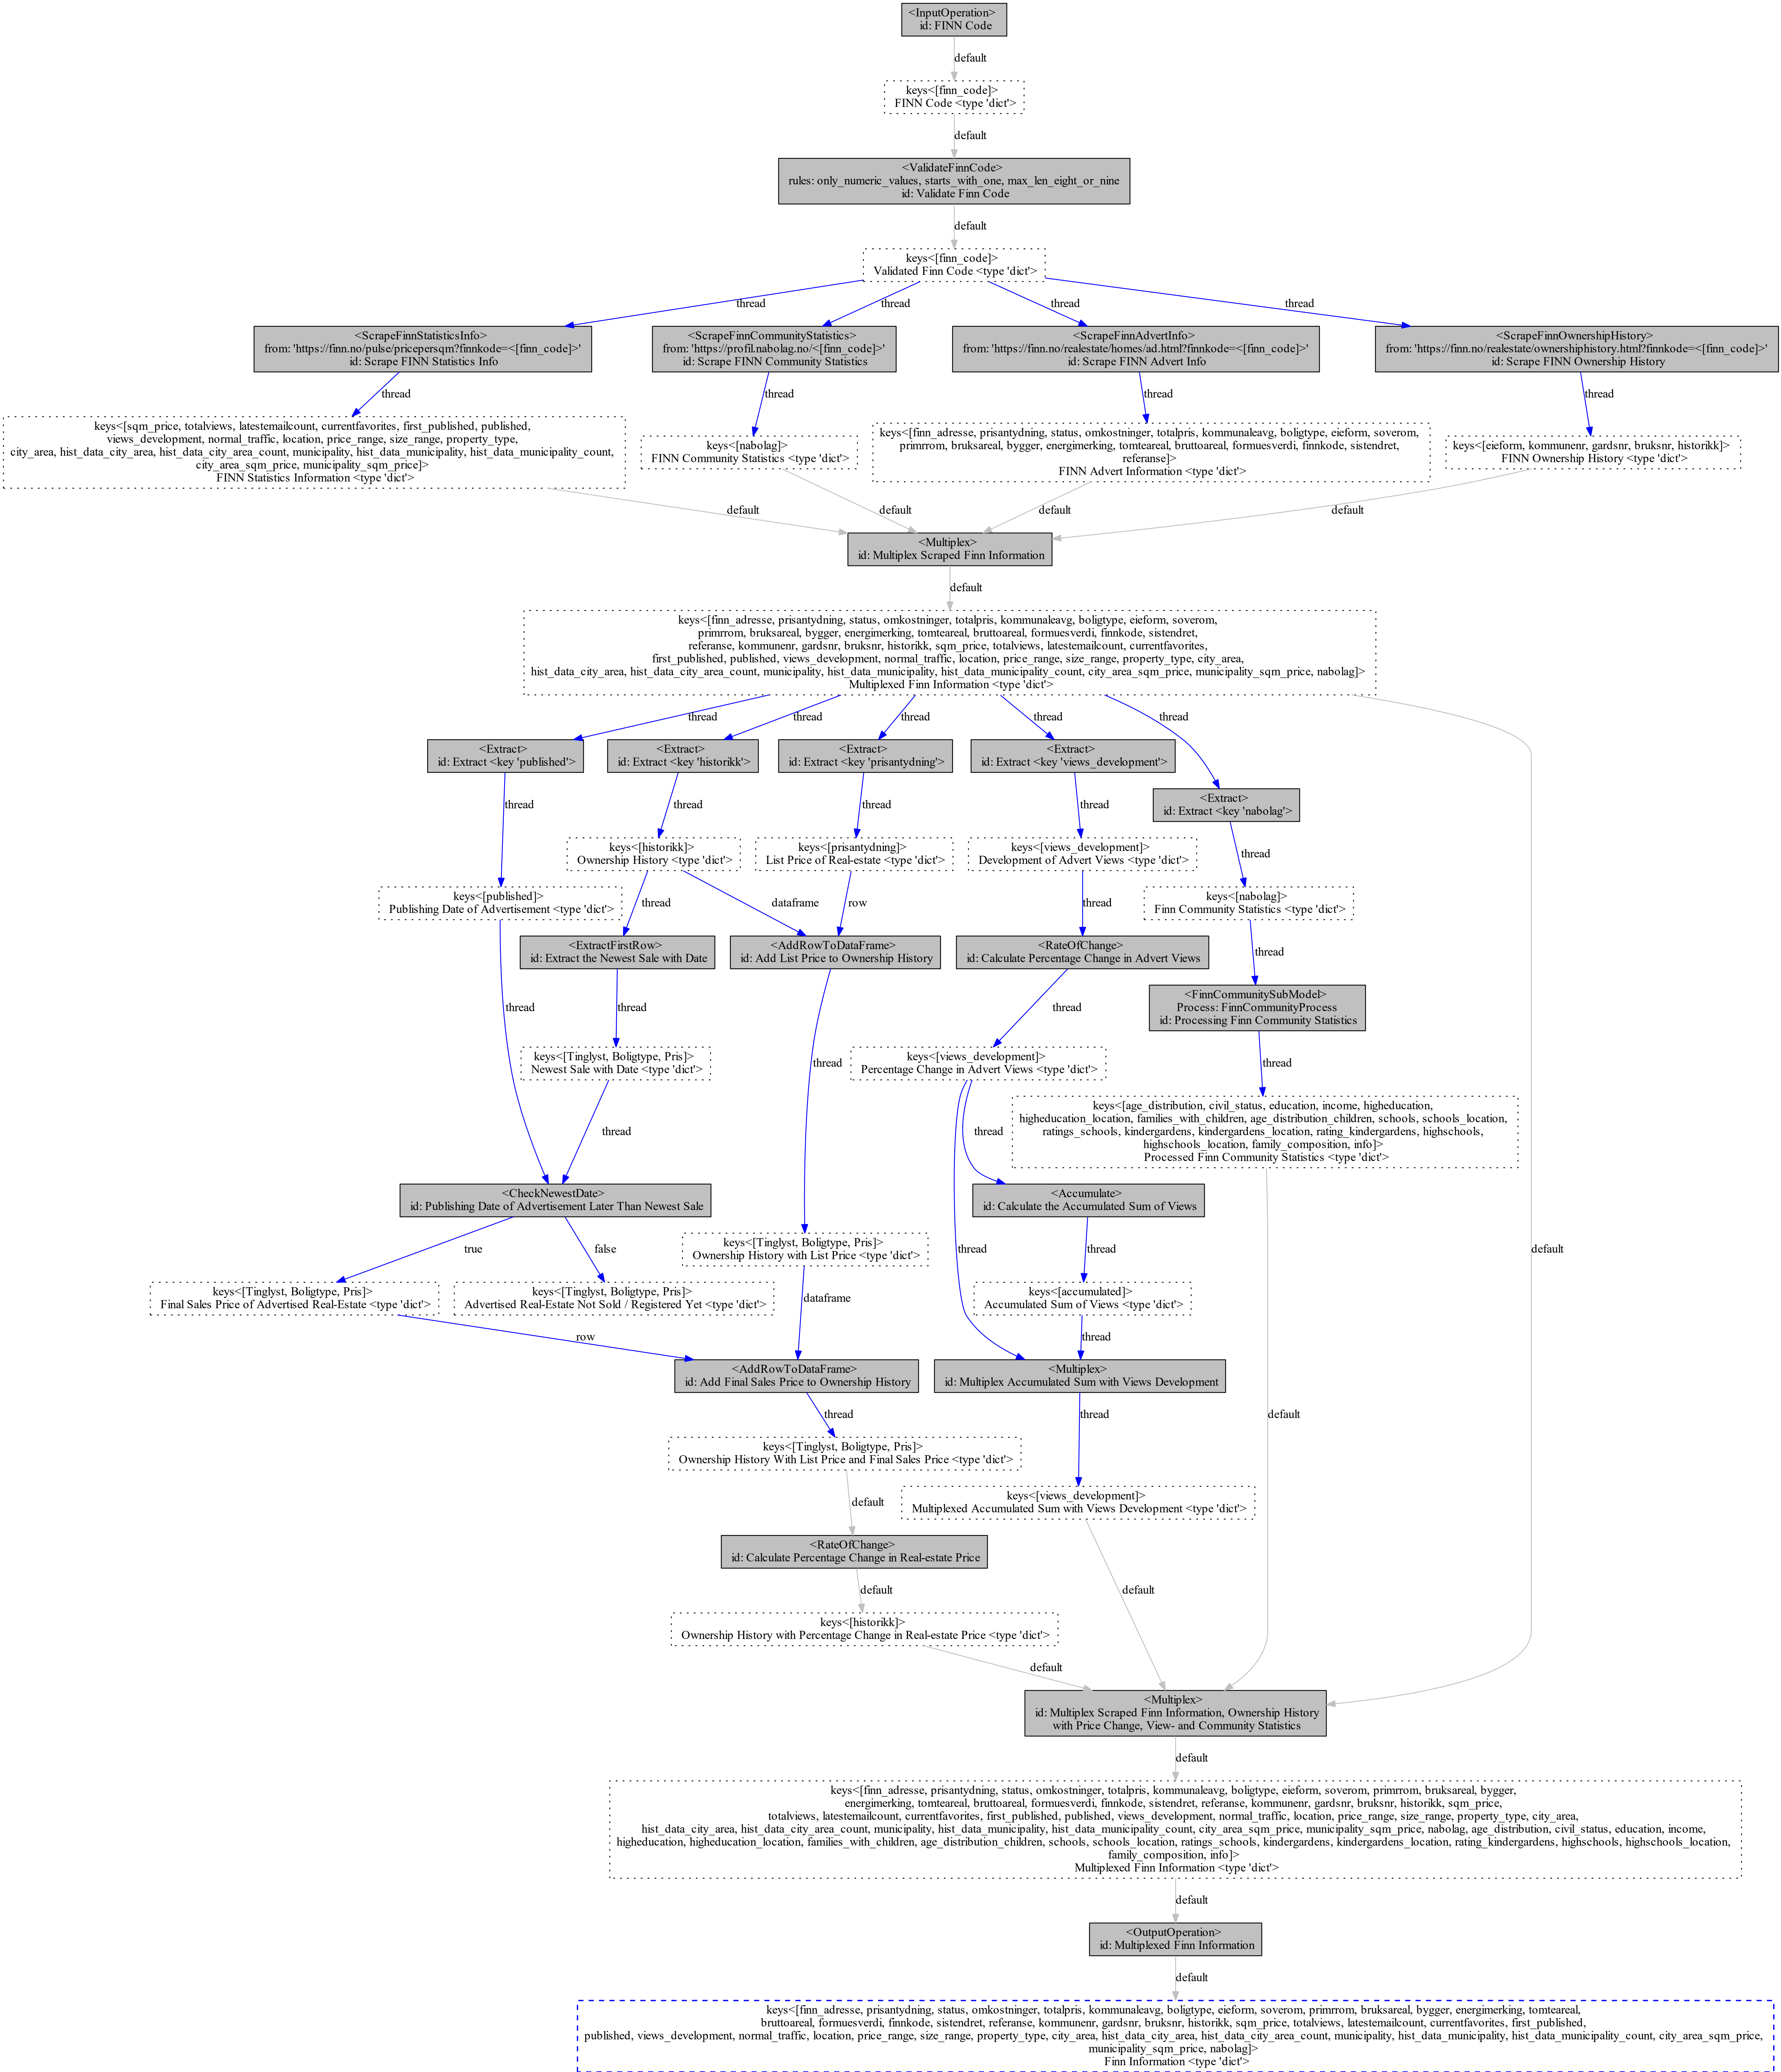 <InputOperation>
id: FINN Code
default
keys<[finn_code]>
FINN Code <type 'dict'>
default
<ValidateFinnCode>
rules: only_numeric_values, starts_with_one, max_len_eight_or_nine
id: Validate Finn Code
default
keys<[finn_code]>
Validated Finn Code <type 'dict'>
thread
thread
thread
thread
<ScrapeFinnStatisticsInfo>
from: 'https://finn.no/pulse/pricepersqm?finnkode=<[finn_code]>'
id: Scrape FINN Statistics Info
<ScrapeFinnCommunityStatistics>
from: 'https://profil.nabolag.no/<[finn_code]>'
id: Scrape FINN Community Statistics
<ScrapeFinnAdvertInfo>
from: 'https://finn.no/realestate/homes/ad.html?finnkode=<[finn_code]>'
id: Scrape FINN Advert Info
<ScrapeFinnOwnershipHistory>
from: 'https://finn.no/realestate/ownershiphistory.html?finnkode=<[finn_code]>'
id: Scrape FINN Ownership History
thread
thread
thread
thread
keys<[sqm_price, totalviews, latestemailcount, currentfavorites, first_published, published,
views_development, normal_traffic, location, price_range, size_range, property_type,
city_area, hist_data_city_area, hist_data_city_area_count, municipality, hist_data_municipality, hist_data_municipality_count,
city_area_sqm_price, municipality_sqm_price]>
FINN Statistics Information <type 'dict'>
keys<[nabolag]>
FINN Community Statistics <type 'dict'>
keys<[finn_adresse, prisantydning, status, omkostninger, totalpris, kommunaleavg, boligtype, eieform, soverom,
primrrom, bruksareal, bygger, energimerking, tomteareal, bruttoareal, formuesverdi, finnkode, sistendret,
referanse]>
FINN Advert Information <type 'dict'>
keys<[eieform, kommunenr, gardsnr, bruksnr, historikk]>
FINN Ownership History <type 'dict'>
default
default
default
default
<Multiplex>
id: Multiplex Scraped Finn Information
default
keys<[finn_adresse, prisantydning, status, omkostninger, totalpris, kommunaleavg, boligtype, eieform, soverom,
primrrom, bruksareal, bygger, energimerking, tomteareal, bruttoareal, formuesverdi, finnkode, sistendret,
referanse, kommunenr, gardsnr, bruksnr, historikk, sqm_price, totalviews, latestemailcount, currentfavorites,
first_published, published, views_development, normal_traffic, location, price_range, size_range, property_type, city_area,
hist_data_city_area, hist_data_city_area_count, municipality, hist_data_municipality, hist_data_municipality_count, city_area_sqm_price, municipality_sqm_price, nabolag]>
Multiplexed Finn Information <type 'dict'>
thread
thread
thread
thread
thread
<Extract>
id: Extract <key 'published'>
<Extract>
id: Extract <key 'historikk'>
<Extract>
id: Extract <key 'prisantydning'>
<Extract>
id: Extract <key 'views_development'>
<Extract>
id: Extract <key 'nabolag'>
thread
thread
thread
thread
thread
keys<[historikk]>
Ownership History <type 'dict'>
keys<[prisantydning]>
List Price of Real-estate <type 'dict'>
keys<[views_development]>
Development of Advert Views <type 'dict'>
keys<[published]>
Publishing Date of Advertisement <type 'dict'>
keys<[nabolag]>
Finn Community Statistics <type 'dict'>
thread
dataframe
row
thread
<ExtractFirstRow>
id: Extract the Newest Sale with Date
<AddRowToDataFrame>
id: Add List Price to Ownership History
<RateOfChange>
id: Calculate Percentage Change in Advert Views
thread
<FinnCommunitySubModel>
Process: FinnCommunityProcess
id: Processing Finn Community Statistics
thread
thread
thread
thread
thread
keys<[Tinglyst, Boligtype, Pris]>
Newest Sale with Date <type 'dict'>
keys<[views_development]>
Percentage Change in Advert Views <type 'dict'>
keys<[age_distribution, civil_status, education, income, higheducation,
higheducation_location, families_with_children, age_distribution_children, schools, schools_location,
ratings_schools, kindergardens, kindergardens_location, rating_kindergardens, highschools,
highschools_location, family_composition, info]>
Processed Finn Community Statistics <type 'dict'>
thread
thread
<CheckNewestDate>
id: Publishing Date of Advertisement Later Than Newest Sale
<Accumulate>
id: Calculate the Accumulated Sum of Views
true
false
thread
thread
default
keys<[Tinglyst, Boligtype, Pris]>
Ownership History with List Price <type 'dict'>
keys<[Tinglyst, Boligtype, Pris]>
Final Sales Price of Advertised Real-Estate <type 'dict'>
keys<[Tinglyst, Boligtype, Pris]>
Advertised Real-Estate Not Sold / Registered Yet <type 'dict'>
keys<[accumulated]>
Accumulated Sum of Views <type 'dict'>
dataframe
row
thread
<AddRowToDataFrame>
id: Add Final Sales Price to Ownership History
<Multiplex>
id: Multiplex Accumulated Sum with Views Development
thread
thread
default
keys<[Tinglyst, Boligtype, Pris]>
Ownership History With List Price and Final Sales Price <type 'dict'>
keys<[views_development]>
Multiplexed Accumulated Sum with Views Development <type 'dict'>
default
<RateOfChange>
id: Calculate Percentage Change in Real-estate Price
default
default
keys<[historikk]>
Ownership History with Percentage Change in Real-estate Price <type 'dict'>
default
<Multiplex>
id: Multiplex Scraped Finn Information, Ownership History
with Price Change, View- and Community Statistics
default
keys<[finn_adresse, prisantydning, status, omkostninger, totalpris, kommunaleavg, boligtype, eieform, soverom, primrrom, bruksareal, bygger,
energimerking, tomteareal, bruttoareal, formuesverdi, finnkode, sistendret, referanse, kommunenr, gardsnr, bruksnr, historikk, sqm_price,
totalviews, latestemailcount, currentfavorites, first_published, published, views_development, normal_traffic, location, price_range, size_range, property_type, city_area,
hist_data_city_area, hist_data_city_area_count, municipality, hist_data_municipality, hist_data_municipality_count, city_area_sqm_price, municipality_sqm_price, nabolag, age_distribution, civil_status, education, income,
higheducation, higheducation_location, families_with_children, age_distribution_children, schools, schools_location, ratings_schools, kindergardens, kindergardens_location, rating_kindergardens, highschools, highschools_location,
family_composition, info]>
Multiplexed Finn Information <type 'dict'>
default
<OutputOperation>
id: Multiplexed Finn Information
default
keys<[finn_adresse, prisantydning, status, omkostninger, totalpris, kommunaleavg, boligtype, eieform, soverom, primrrom, bruksareal, bygger, energimerking, tomteareal,
bruttoareal, formuesverdi, finnkode, sistendret, referanse, kommunenr, gardsnr, bruksnr, historikk, sqm_price, totalviews, latestemailcount, currentfavorites, first_published,
published, views_development, normal_traffic, location, price_range, size_range, property_type, city_area, hist_data_city_area, hist_data_city_area_count, municipality, hist_data_municipality, hist_data_municipality_count, city_area_sqm_price,
municipality_sqm_price, nabolag]>
Finn Information <type 'dict'>